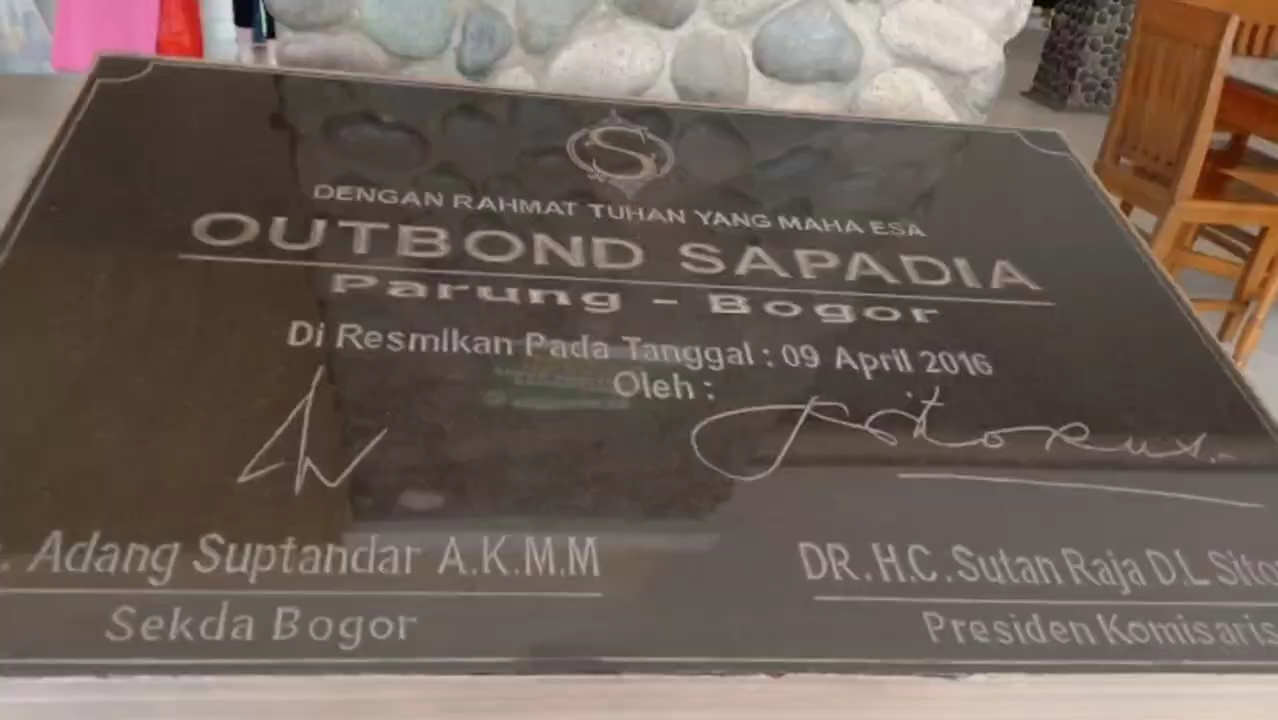 S
DENGAN RAHMAT TUHAN YANG MAHA ESA
OUTBOND SAPADIA
Parung - Bogor
Di Resmikan Pada Tanggal : 09 April 2016
Oleh :
. Adang Suptandar A.K.M.M
DR. H.C. Sutan Raja D.L Sito
Sekda Bogor
Presiden Komisaris